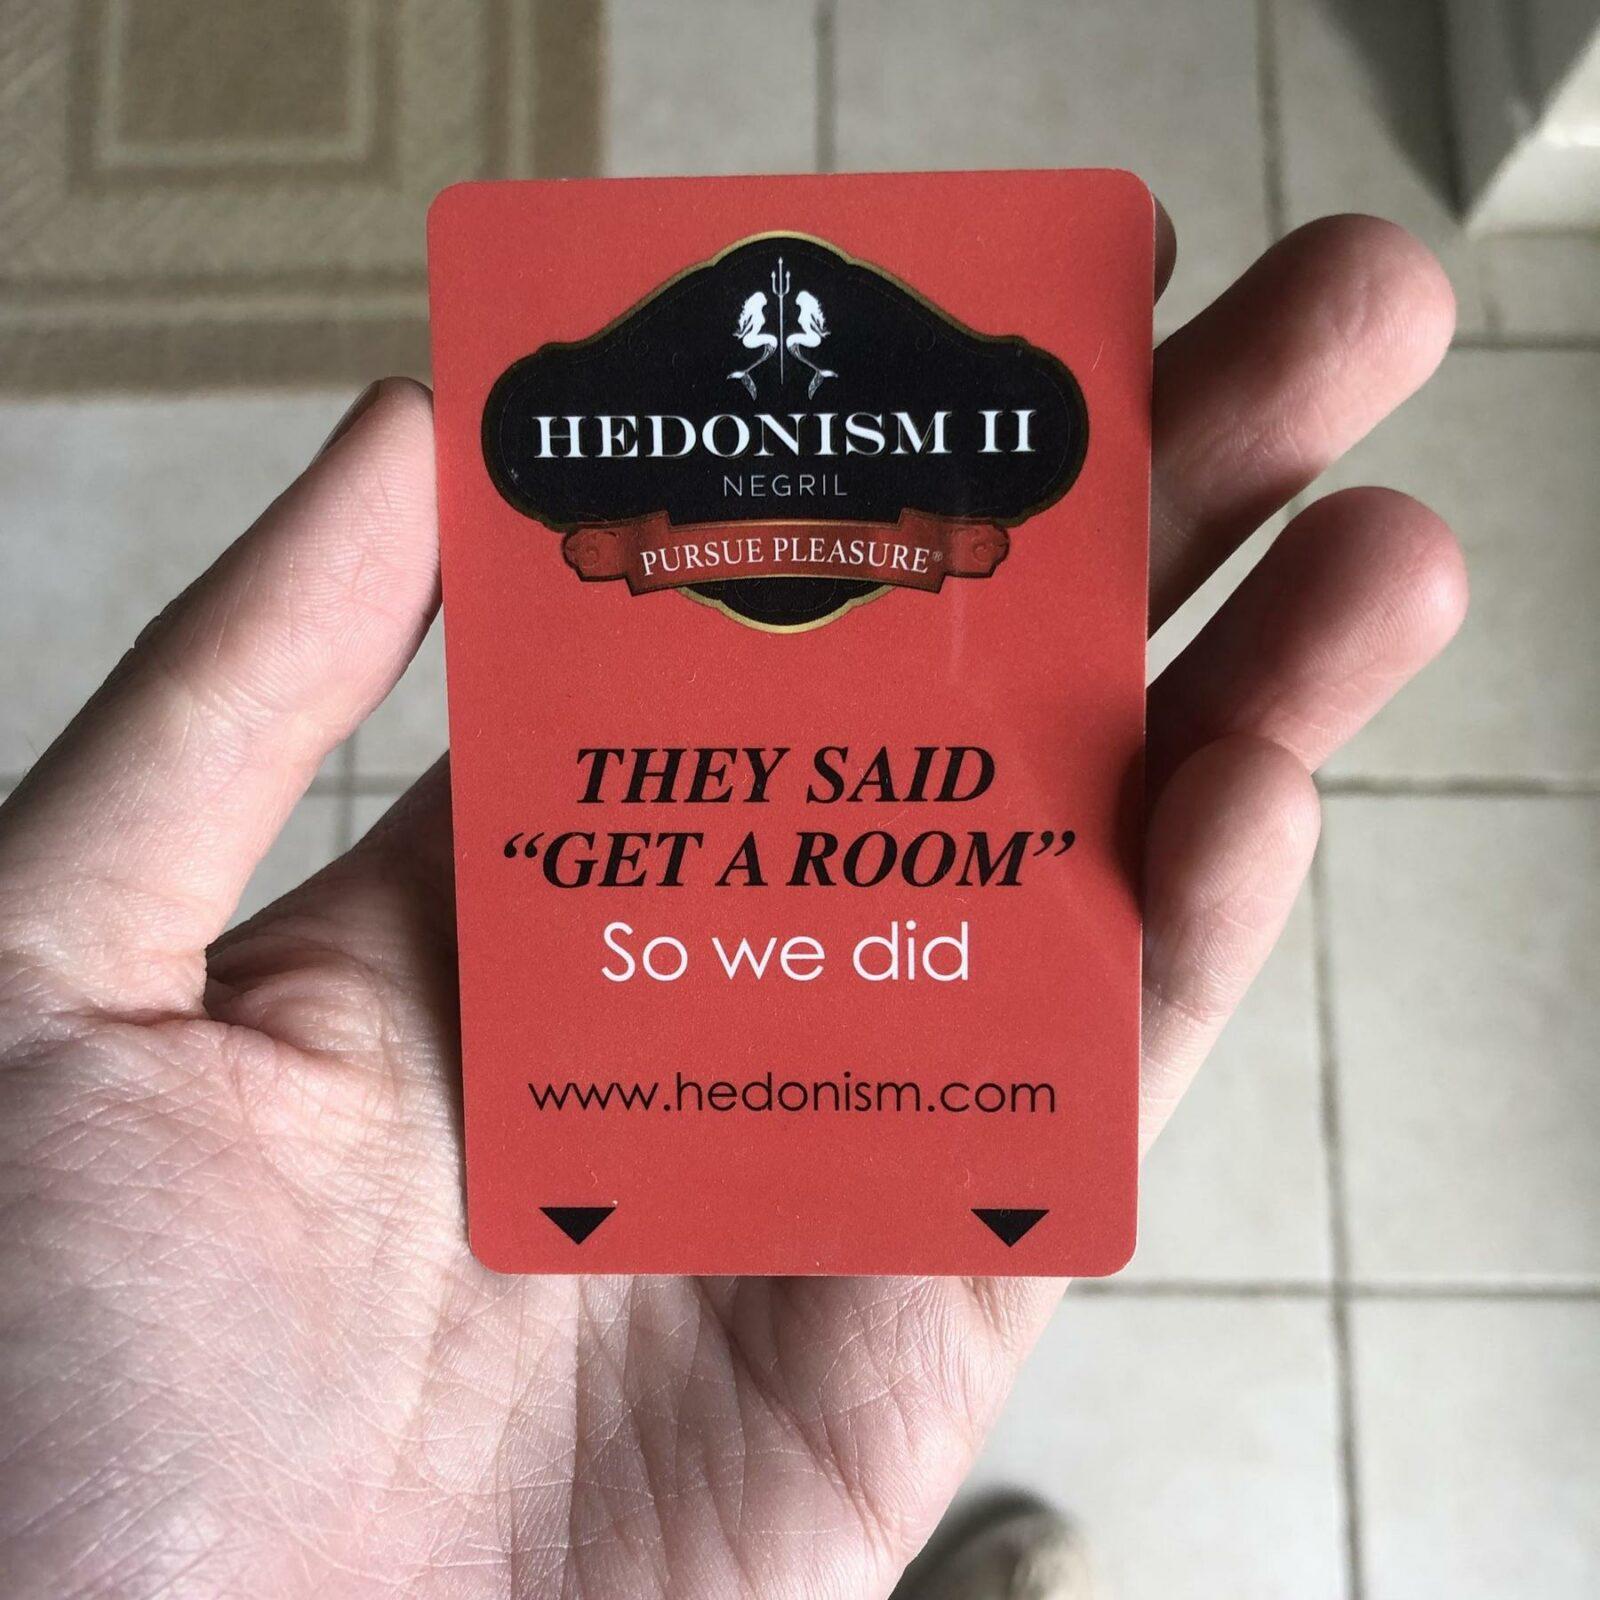 HEDONISM II
NEGRIL
PURSUE PLEASURE®
THEY SAID
“GET A ROOM”
So we did
www.hedonism.com